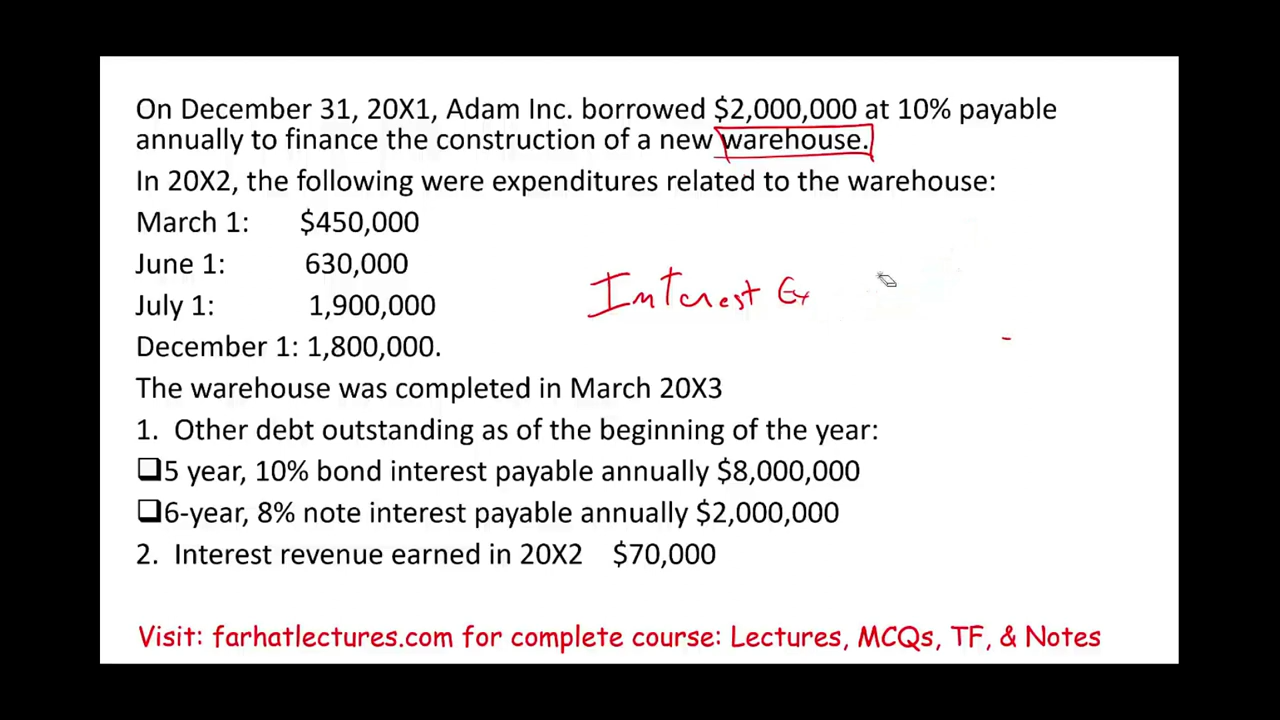 On December 31, 20X1, Adam Inc. borrowed $2,000,000 at 10% payable
annually to finance the construction of a new warehouse.
In 20X2, the following were expenditures related to the warehouse:
March 1: $450,000
June 1: 630,000
Interest Ex
July 1: 1,900,000
December 1: 1,800,000.
The warehouse was completed in March 20X3
1. Other debt outstanding as of the beginning of the year:
❑5 year, 10% bond interest payable annually $8,000,000
❑6-year, 8% note interest payable annually $2,000,000
2. Interest revenue earned in 20X2 $70,000
Visit: farhatlectures.com for complete course: Lectures, MCQs, TF, & Notes